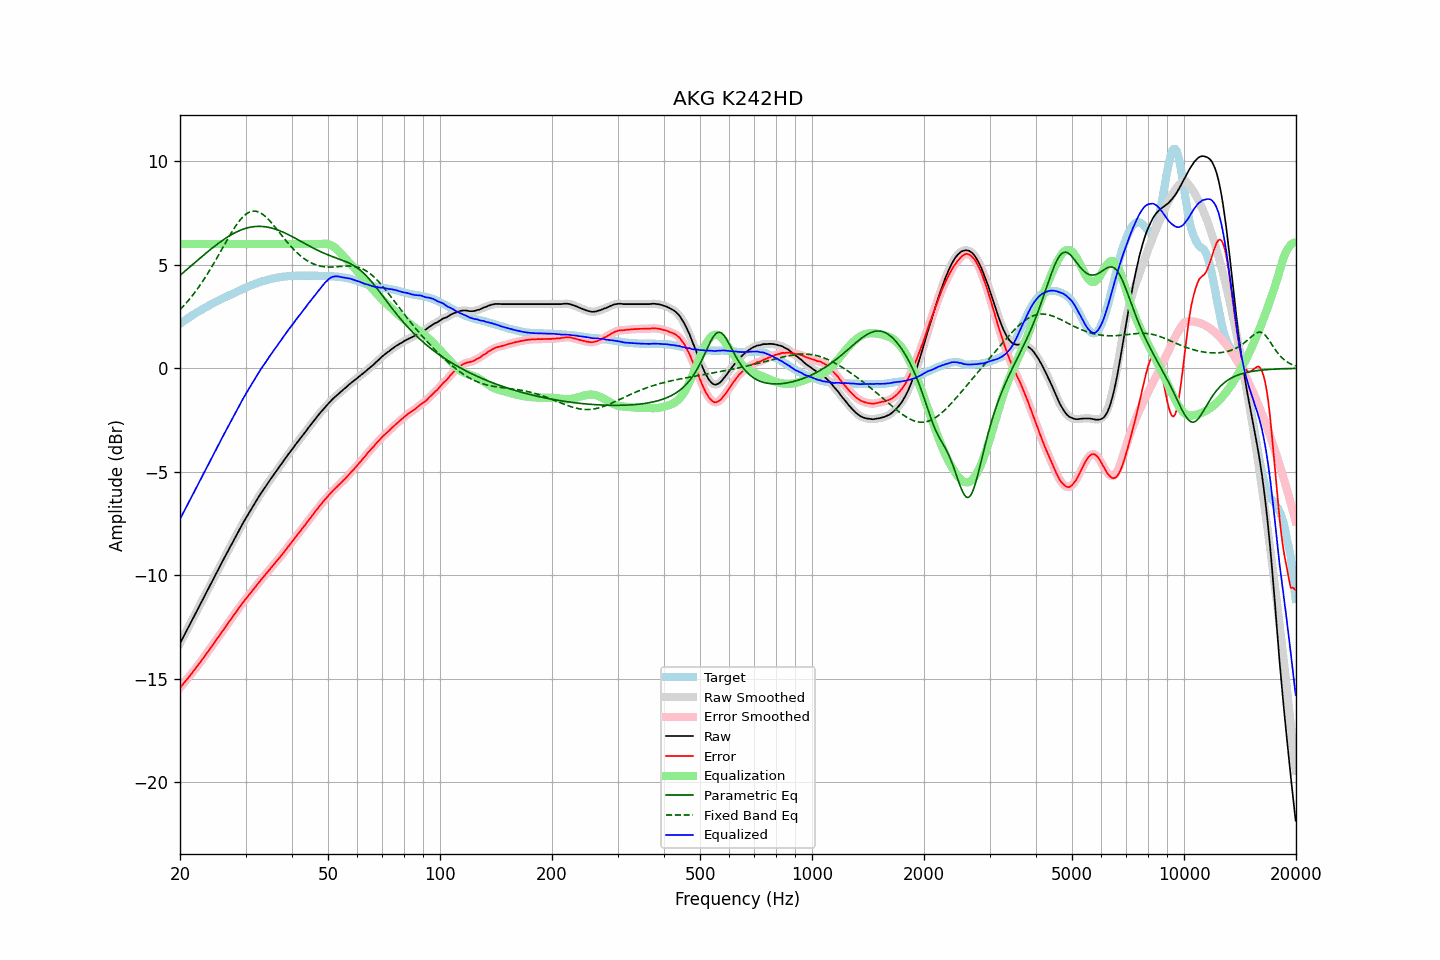 AKG K242HD
Amplitude (dBr)
10
5
0
−5
−10
−15
−20
Target
Raw Smoothed
Error Smoothed
Raw
Error
Equalization
Parametric Eq
Fixed Band Eq
Equalized
20 50 100 200 500 1000 2000 5000 10000 20000
Frequency (Hz)